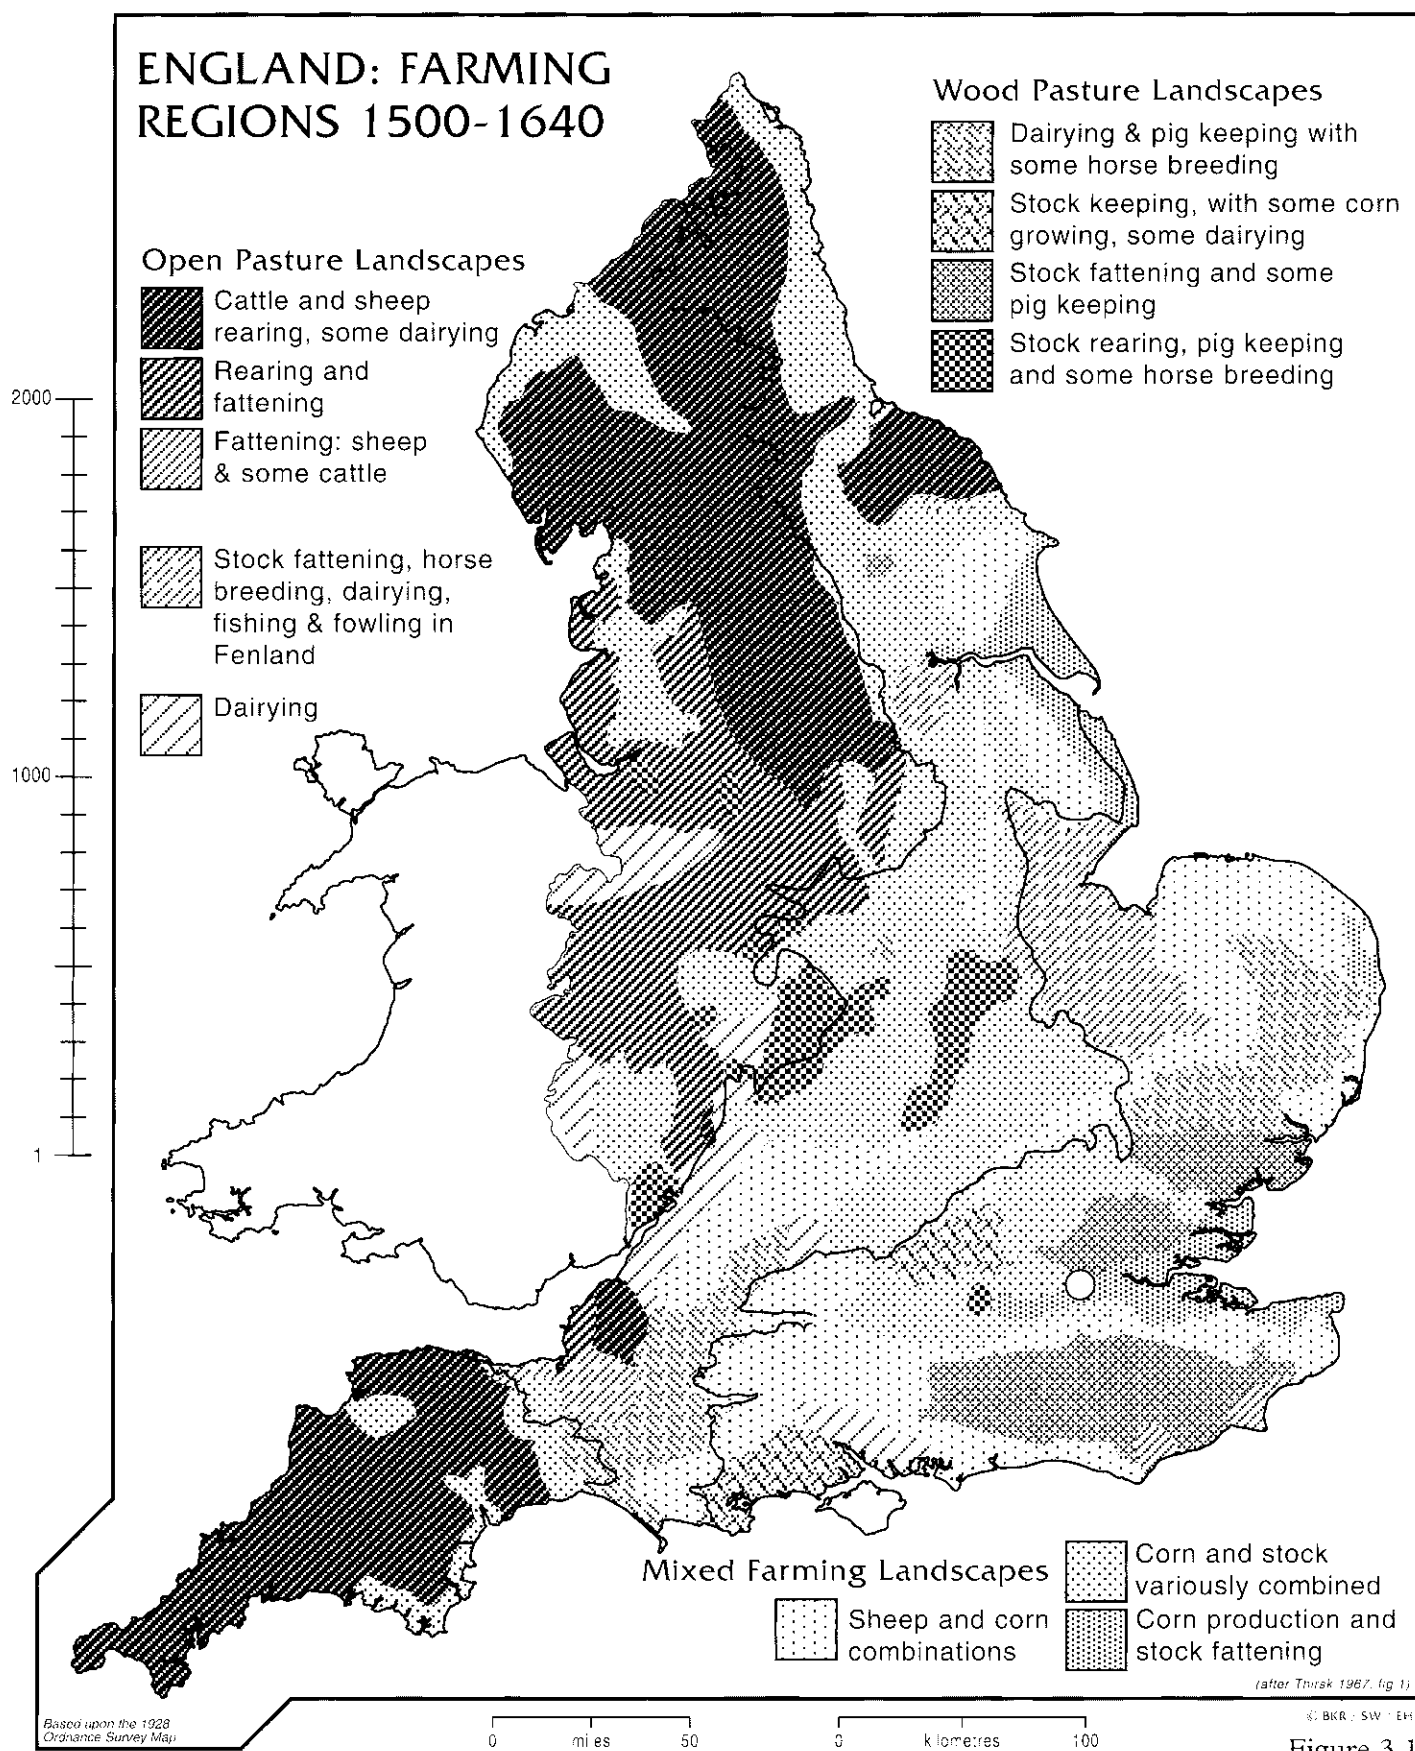 ENGLAND: FARMING
REGIONS 1500-1640
Open Pasture Landscapes
Cattle and sheep
rearing, some dairying
Rearing and
fattening
Fattening: sheep
& some cattle
Stock fattening, horse
breeding, dairying,
fishing & fowling in
Fenland
Dairying
Wood Pasture Landscapes
Dairying & pig keeping with
some horse breeding
Stock keeping, with some corn
growing, some dairying
Stock fattening and some
pig keeping
Stock rearing, pig keeping
and some horse breeding
2000
1000
1
Mixed Farming Landscapes
Sheep and corn
combinations
Corn and stock
variously combined
Corn production and
stock fattening
(after Thirsk 1967, fig 1)
Based upon the 1928
Ordnance Survey Map
0 miles 50
0 kilometres 100
© BKR : SW : EH
Figure 3.